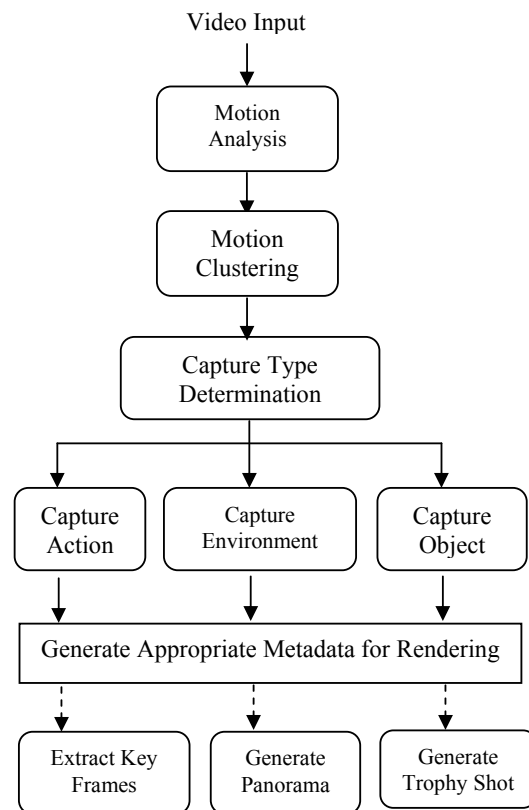 Video Input
Motion
Analysis
Motion
Clustering
Capture Type
Determination
Capture
Action
Capture
Environment
Capture
Object
Generate Appropriate Metadata for Rendering
Extract Key
Frames
Generate
Panorama
Generate
Trophy Shot